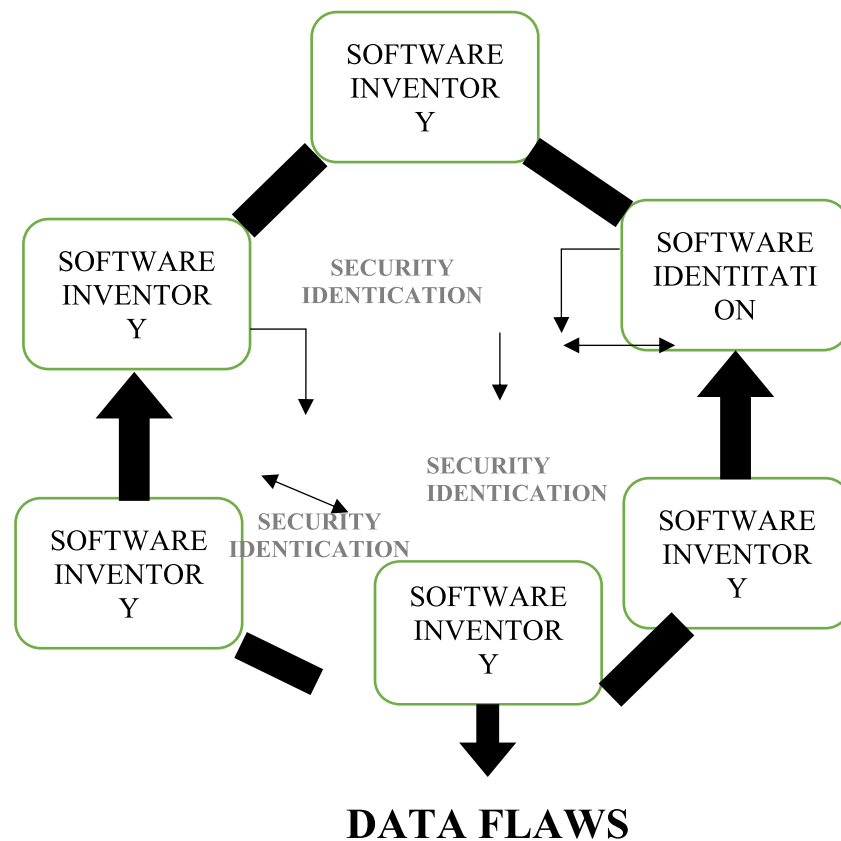 SOFTWARE
INVENTOR
Y
SOFTWARE
INVENTOR
Y
SECURITY
IDENTICATION
SOFTWARE
IDENTITATI
ON
SECURITY
IDENTICATION
SOFTWARE
INVENTOR
Y
SECURITY
IDENTICATION
SOFTWARE
INVENTOR
Y
SOFTWARE
INVENTOR
Y
DATA FLAWS